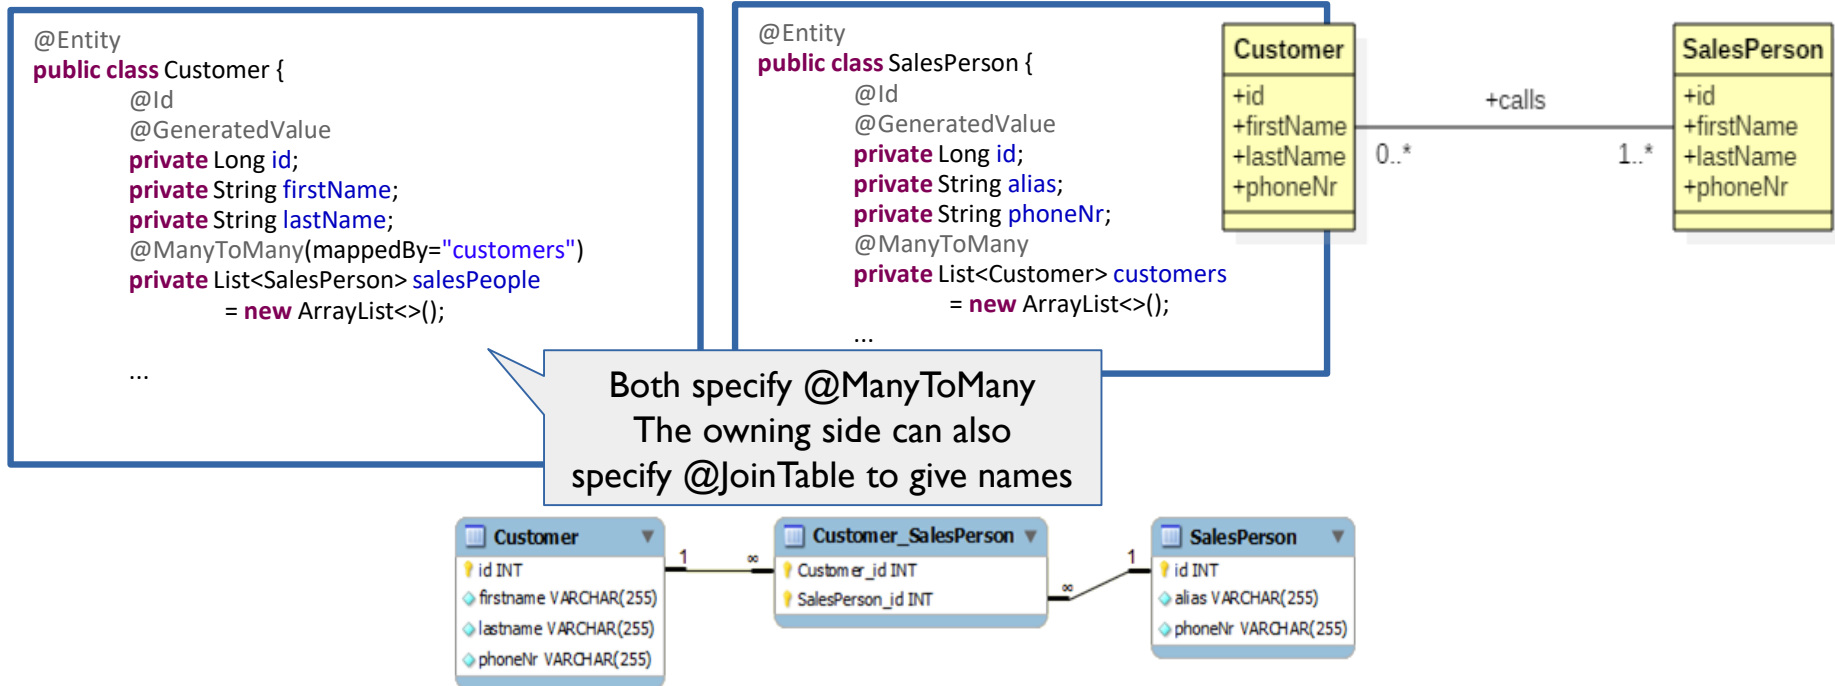 @Entity
public class Customer {
@Id
@GeneratedValue
private Long id;
private String firstName;
private String lastName;
@ManyToMany(mappedBy="customers")
private List<SalesPerson> salesPeople
= new ArrayList<>();
...
@Entity
public class SalesPerson {
@Id
@GeneratedValue
private Long id;
private String alias;
private String phoneNr;
@ManyToMany
private List<Customer> customers
= new ArrayList<>();
...
Customer
+id
+firstName
+lastName
+phoneNr
+calls
0..*
1..*
SalesPerson
+id
+firstName
+lastName
+phoneNr
Both specify @ManyToMany
The owning side can also
specify @JoinTable to give names
Customer
id INT
firstname VARCHAR(255)
lastname VARCHAR(255)
phoneNr VARCHAR(255)
1
∞
Customer_SalesPerson
Customer_id INT
SalesPerson_id INT
∞
1
SalesPerson
id INT
alias VARCHAR(255)
phoneNr VARCHAR(255)